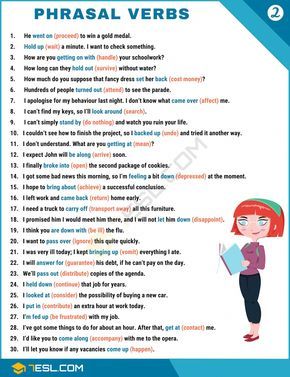 PHRASAL VERBS
2
1. He went on (proceed) to win a gold medal.
2. Hold up (wait) a minute. I want to check something.
3. How are you getting on with (handle) your schoolwork?
4. How long can they hold out (survive) without water?
5. How much do you suppose that fancy dress set her back (cost money)?
6. Hundreds of people turned out (attend) to see the parade.
7. I apologise for my behaviour last night. I don't know what came over (affect) me.
8. I can't find my keys, so I'll look around (search).
9. I can't simply stand by (do nothing) and watch you ruin your life.
10. I couldn't see how to finish the project, so I backed up (undo) and tried it another way.
11. I don't understand. What are you getting at (mean)?
12. I expect John will be along (arrive) soon.
13. I finally broke into (open) the second package of cookies.
14. I got some bad news this morning, so I'm feeling a bit down (depressed) at the moment.
15. I hope to bring about (achieve) a successful conclusion.
16. I left work and came back (return) home early.
17. I need a truck to carry off (transport away) all this furniture.
18. I promised him I would meet him there, and I will not let him down (disappoint).
19. I think you are down with (be ill) the flu.
20. I want to pass over (ignore) this quite quickly.
21. I was very ill today; I kept bringing up (vomit) everything I ate.
22. I will answer for (guarantee) his debt, if he can't pay on the day.
23. We'll pass out (distribute) copies of the agenda.
24. I held down (continue) that job for years.
25. I looked at (consider) the possibility of buying a new car.
26. I put in (contribute) an extra hour at work today.
27. I'm fed up (be frustrated) with my job.
28. I've got some things to do for about an hour. After that, get at (contact) me.
29. I'd like you to come along (accompany) with me to the opera.
30. I'll let you know if any vacancies come up (happen).
7ESL.COM
7ESL.COM